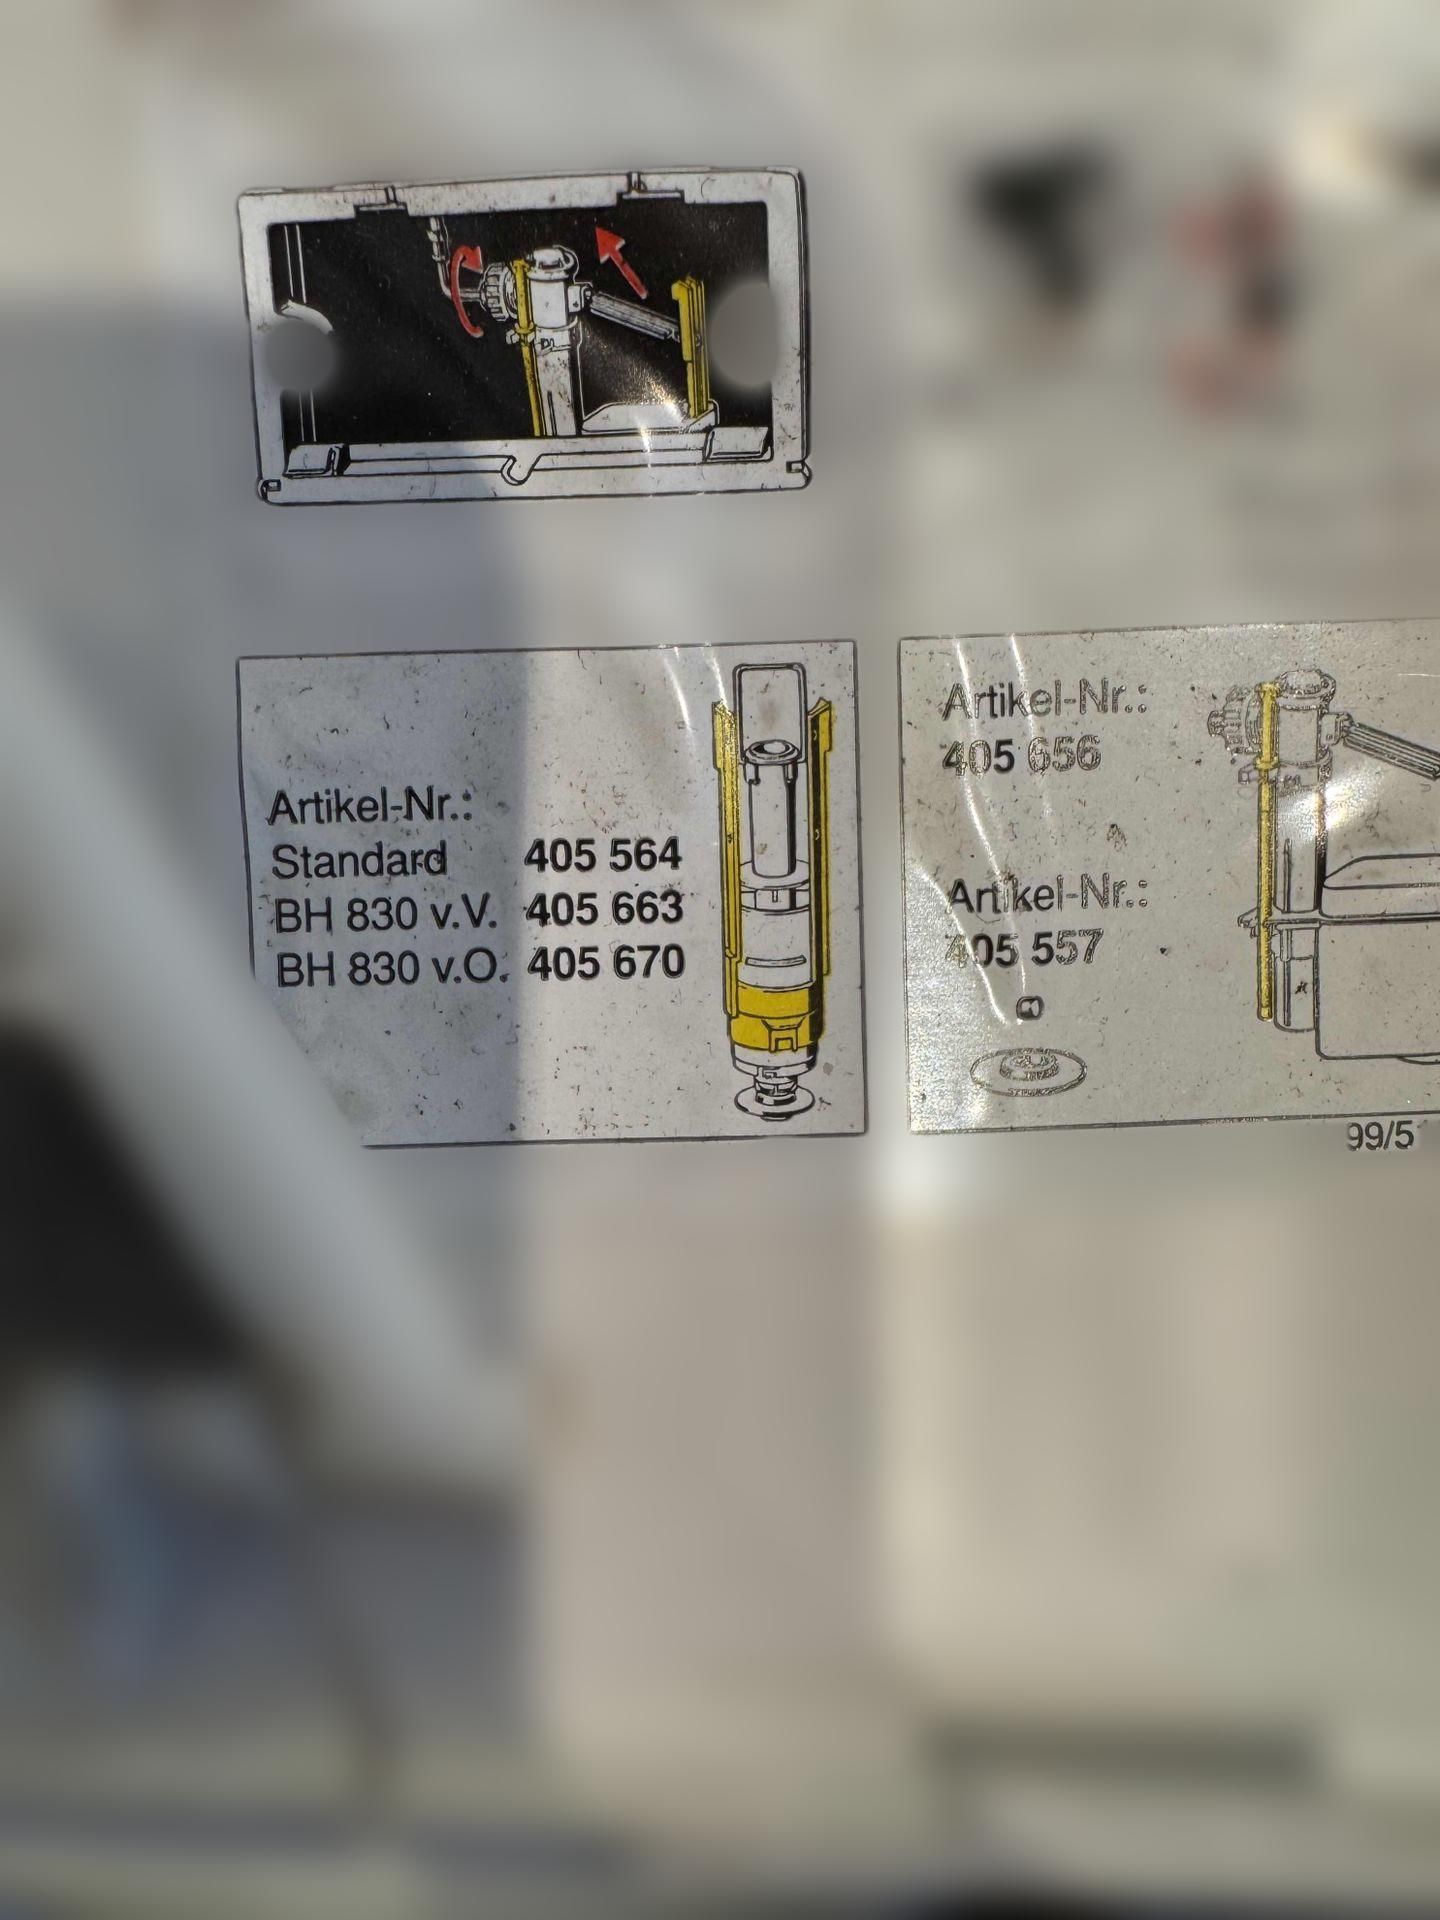 Artikel-Nr.:
Standard 405 564
BH 830 v.V. 405 663
BH 830 v.O. 405 670
Artikel-Nr.:
405 656
Artikel-Nr.:
405 557
99/5